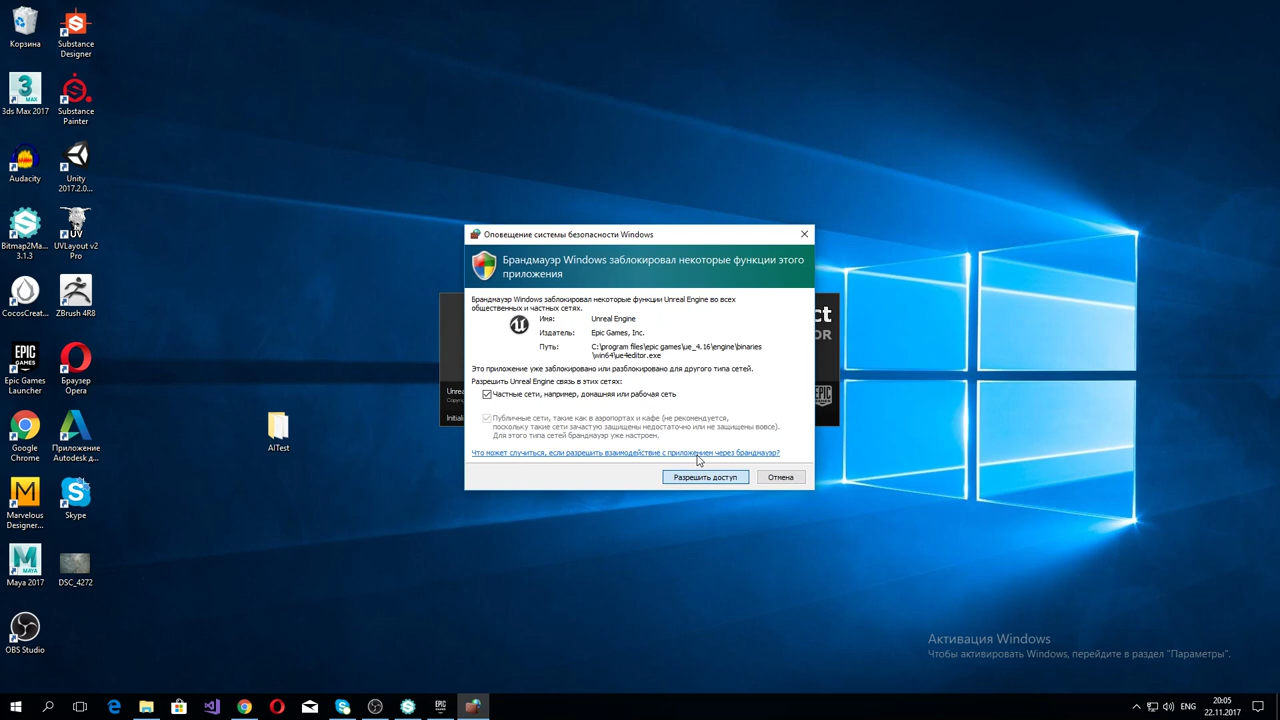 Корзина
Substance
Designer
3ds Max 2017
Substance
Painter
Audacity
Unity
2017.2.0...
Bitmap2Ma...
3.1.3
UV
UVLayout v2
Pro
CocosCreat...
ZBrush 4R8
EPIC
GAMES
Epic Games
Launcher
Браузер
Opera
Google
Chrome
Приложение
Autodesk д...
AITest
Marvelous
Designer...
Skype
Maya 2017
DSC_4272
OBS Studio
Оповещение системы безопасности Windows
Брандмауэр Windows заблокировал некоторые функции этого
приложения
Брандмауэр Windows заблокировал некоторые функции Unreal Engine во всех
общественных и частных сетях.
Имя: Unreal Engine
Издатель: Epic Games, Inc.
Путь: C:\program files\epic games\ue_4.16\engine\binaries
\win64\ue4editor.exe
Это приложение уже заблокировано или разблокировано для другого типа сетей.
Разрешить Unreal Engine связь в этих сетях:
Частные сети, например, домашняя или рабочая сеть
Публичные сети, такие как в аэропортах и кафе (не рекомендуется,
поскольку такие сети зачастую защищены недостаточно или не защищены вовсе).
Для этого типа сетей брандмауэр уже настроен.
Что может случиться, если разрешить взаимодействие с приложением через брандмауэр?
Разрешить доступ
Отмена
Активация Windows
Чтобы активировать Windows, перейдите в раздел "Параметры".
ENG
20:05
22.11.2017